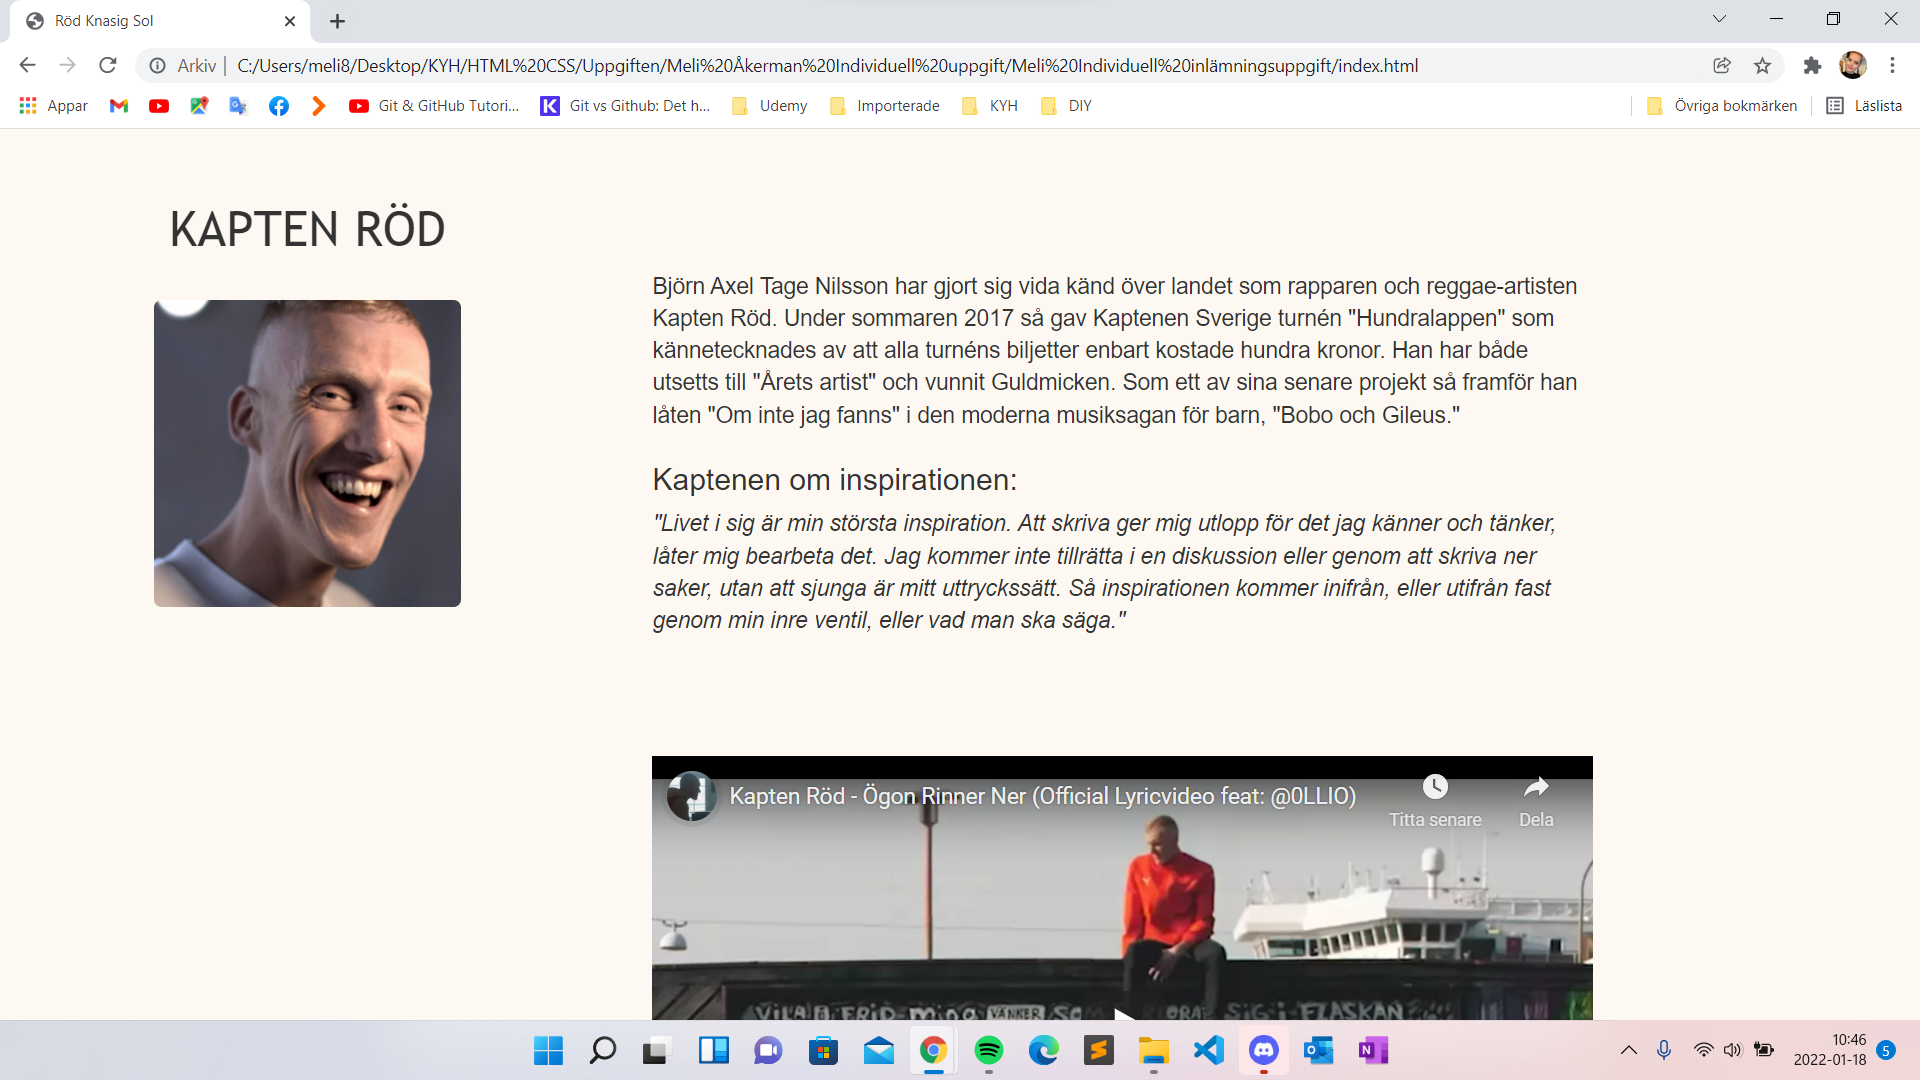 Röd Knasig Sol
Arkiv | C:/Users/meli8/Desktop/KYH/HTML%20CSS/Uppgiften/Meli%20Åkerman%20Individuell%20uppgift/Meli%20Individuell%20inlämningsuppgift/index.html
Appar Git & GitHub Tutori... Git vs Github: Det h... Udemy Importerade KYH DIY Övriga bokmärken Läslista
KAPTEN RÖD
Björn Axel Tage Nilsson har gjort sig vida känd över landet som rapparen och reggae-artisten
Kapten Röd. Under sommaren 2017 så gav Kaptenen Sverige turnén "Hundralappen" som
kännetecknades av att alla turnéns biljetter enbart kostade hundra kronor. Han har både
utsetts till "Årets artist" och vunnit Guldmicken. Som ett av sina senare projekt så framför han
låten "Om inte jag fanns" i den moderna musiksagan för barn, "Bobo och Gileus."
Kaptenen om inspirationen:
"Livet i sig är min största inspiration. Att skriva ger mig utlopp för det jag känner och tänker,
låter mig bearbeta det. Jag kommer inte tillrätta i en diskussion eller genom att skriva ner
saker, utan att sjunga är mitt uttryckssätt. Så inspirationen kommer inifrån, eller utifrån fast
genom min inre ventil, eller vad man ska säga."
Kapten Röd - Ögon Rinner Ner (Official Lyricvideo feat: @0LLIO)
Titta senare Dela
VILA I FRID mina VÄNNER SOM SIG i FLASKAN
10:46
2022-01-18 5